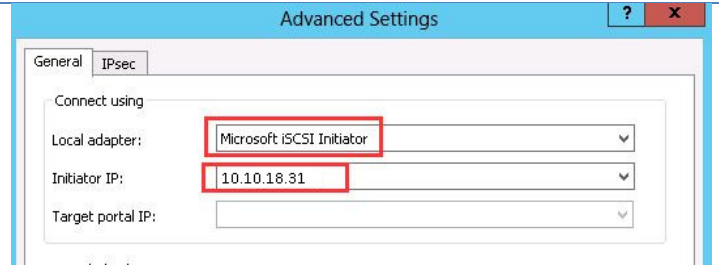 Advanced Settings
? x
General IPsec
Connect using
Local adapter: Microsoft iSCSI Initiator
Initiator IP: 10.10.18.31
Target portal IP: